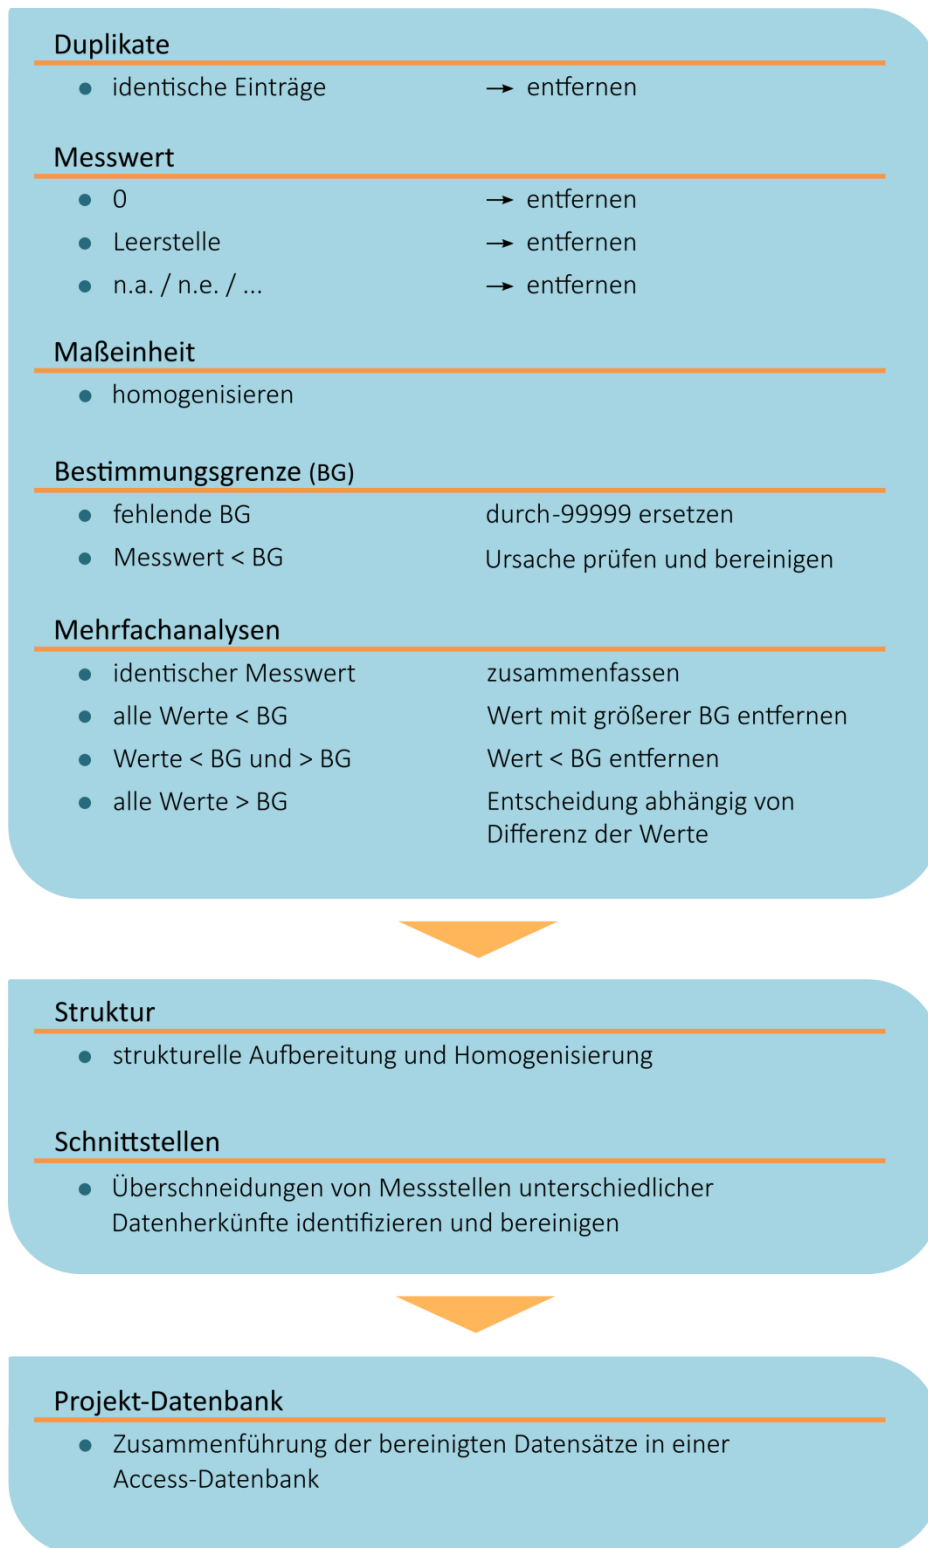 Duplikate
identische Einträge → entfernen
Messwert
0 → entfernen
Leerstelle → entfernen
n.a. / n.e. / ... → entfernen
Maßeinheit
homogenisieren
Bestimmungsgrenze (BG)
fehlende BG durch-99999 ersetzen
Messwert < BG Ursache prüfen und bereinigen
Mehrfachanalysen
identischer Messwert zusammenfassen
alle Werte < BG Wert mit größerer BG entfernen
Werte < BG und > BG Wert < BG entfernen
alle Werte > BG Entscheidung abhängig von
Differenz der Werte
Struktur
strukturelle Aufbereitung und Homogenisierung
Schnittstellen
Überschneidungen von Messstellen unterschiedlicher
Datenherkünfte identifizieren und bereinigen
Projekt-Datenbank
Zusammenführung der bereinigten Datensätze in einer
Access-Datenbank